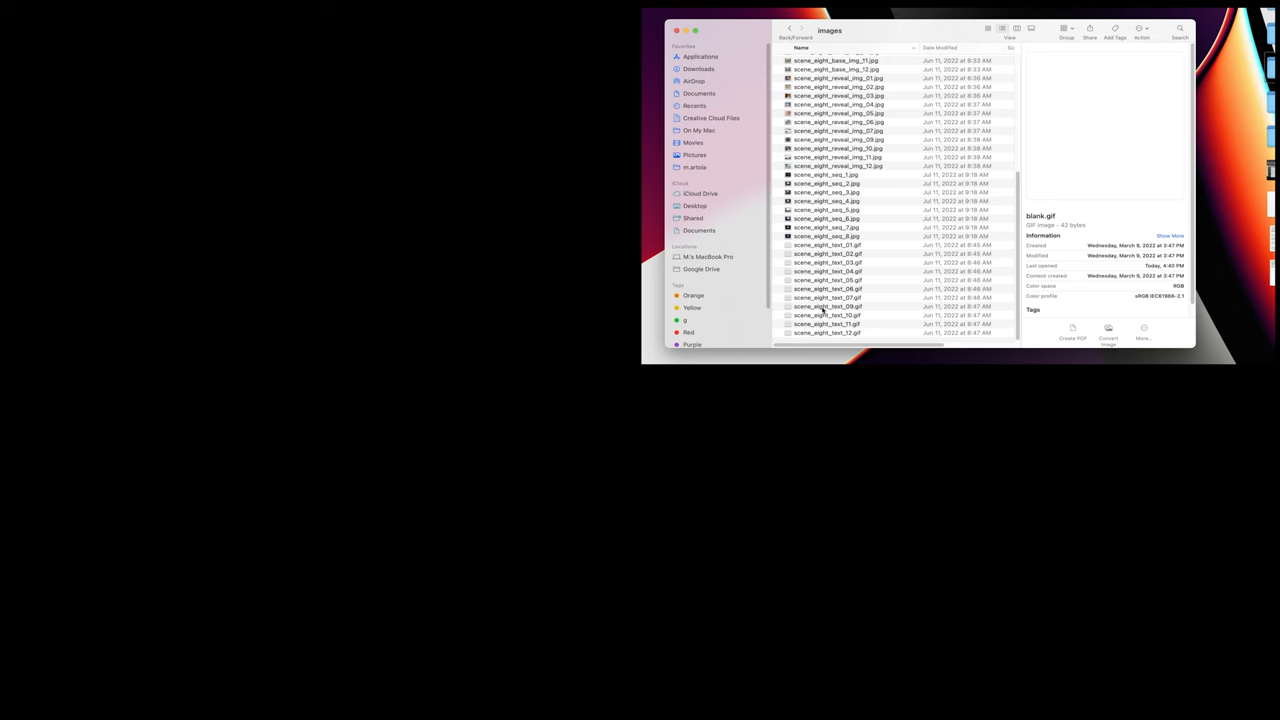 images
Back/Forward
View
Group
Share
Add Tags
Action
Search
Favorites
Applications
Downloads
AirDrop
Documents
Recents
Creative Cloud Files
On My Mac
Movies
Pictures
m.artola
iCloud
iCloud Drive
Desktop
Shared
Documents
Locations
M.'s MacBook Pro
Google Drive
Tags
Orange
Yellow
g
Red
Purple
Name Date Modified
scene_eight_base_img_11.jpg Jun 11, 2022 at 8:33 AM
scene_eight_base_img_12.jpg Jun 11, 2022 at 8:33 AM
scene_eight_reveal_img_01.jpg Jun 11, 2022 at 8:36 AM
scene_eight_reveal_img_02.jpg Jun 11, 2022 at 8:36 AM
scene_eight_reveal_img_03.jpg Jun 11, 2022 at 8:36 AM
scene_eight_reveal_img_04.jpg Jun 11, 2022 at 8:37 AM
scene_eight_reveal_img_05.jpg Jun 11, 2022 at 8:37 AM
scene_eight_reveal_img_06.jpg Jun 11, 2022 at 8:37 AM
scene_eight_reveal_img_07.jpg Jun 11, 2022 at 8:37 AM
scene_eight_reveal_img_09.jpg Jun 11, 2022 at 8:38 AM
scene_eight_reveal_img_10.jpg Jun 11, 2022 at 8:38 AM
scene_eight_reveal_img_11.jpg Jun 11, 2022 at 8:38 AM
scene_eight_reveal_img_12.jpg Jun 11, 2022 at 8:38 AM
scene_eight_seq_1.jpg Jul 11, 2022 at 9:18 AM
scene_eight_seq_2.jpg Jul 11, 2022 at 9:18 AM
scene_eight_seq_3.jpg Jul 11, 2022 at 9:18 AM
scene_eight_seq_4.jpg Jul 11, 2022 at 9:18 AM
scene_eight_seq_5.jpg Jul 11, 2022 at 9:18 AM
scene_eight_seq_6.jpg Jul 11, 2022 at 9:18 AM
scene_eight_seq_7.jpg Jul 11, 2022 at 9:18 AM
scene_eight_seq_8.jpg Jul 11, 2022 at 9:18 AM
scene_eight_text_01.gif Jun 11, 2022 at 8:45 AM
scene_eight_text_02.gif Jun 11, 2022 at 8:45 AM
scene_eight_text_03.gif Jun 11, 2022 at 8:46 AM
scene_eight_text_04.gif Jun 11, 2022 at 8:46 AM
scene_eight_text_05.gif Jun 11, 2022 at 8:46 AM
scene_eight_text_06.gif Jun 11, 2022 at 8:46 AM
scene_eight_text_07.gif Jun 11, 2022 at 8:46 AM
scene_eight_text_09.gif Jun 11, 2022 at 8:47 AM
scene_eight_text_10.gif Jun 11, 2022 at 8:47 AM
scene_eight_text_11.gif Jun 11, 2022 at 8:47 AM
scene_eight_text_12.gif Jun 11, 2022 at 8:47 AM
blank.gif
GIF image - 42 bytes
Information Show More
Created Wednesday, March 9, 2022 at 3:47 PM
Modified Wednesday, March 9, 2022 at 3:47 PM
Last opened Today, 4:40 PM
Content created Wednesday, March 9, 2022 at 3:47 PM
Color space RGB
Color profile sRGB IEC61966-2.1
Tags
Create PDF
Convert Image
More...